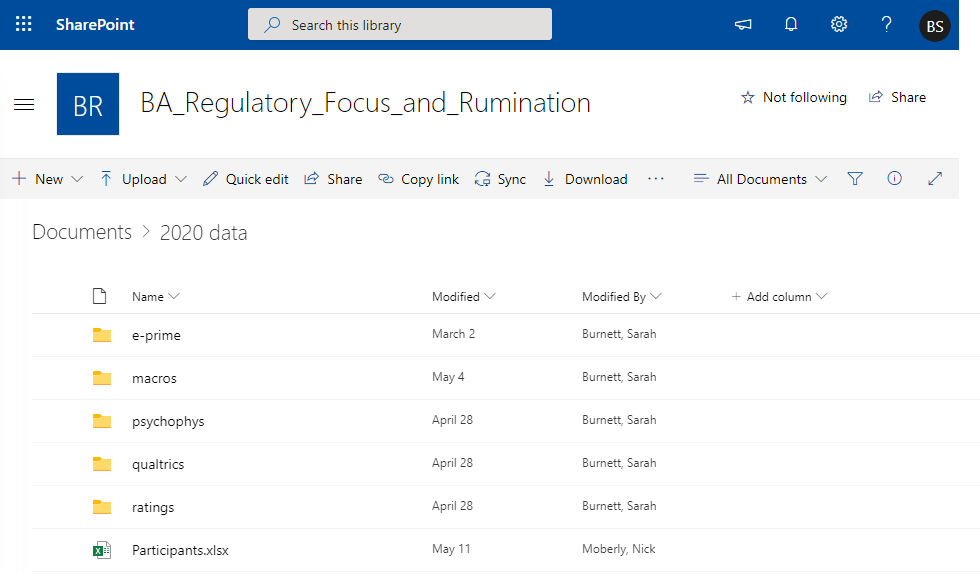 SharePoint Search this library ? BS
BR BA_Regulatory_Focus_and_Rumination Not following Share
New Upload Quick edit Share Copy link Sync Download ··· All Documents
Documents > 2020 data
Name Modified Modified By + Add column
e-prime March 2 Burnett, Sarah
macros May 4 Burnett, Sarah
psychophys April 28 Burnett, Sarah
qualtrics April 28 Burnett, Sarah
ratings April 28 Burnett, Sarah
Participants.xlsx May 11 Moberly, Nick